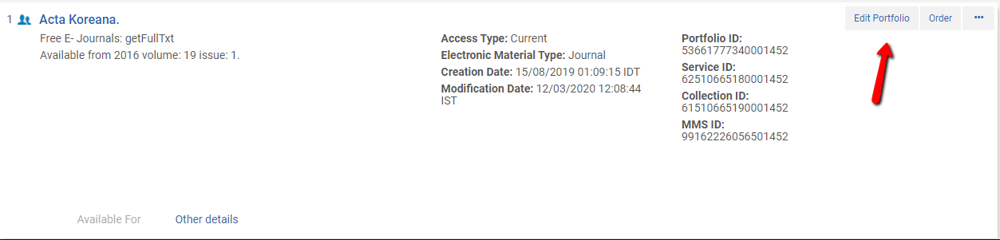 1 Acta Koreana.
Edit Portfolio Order ...
Free E- Journals: getFullTxt
Available from 2016 volume: 19 issue: 1.
Access Type: Current
Electronic Material Type: Journal
Creation Date: 15/08/2019 01:09:15 IDT
Modification Date: 12/03/2020 12:08:44
IST
Portfolio ID:
53661777340001452
Service ID:
62510665180001452
Collection ID:
61510665190001452
MMS ID:
99162226056501452
Available For Other details